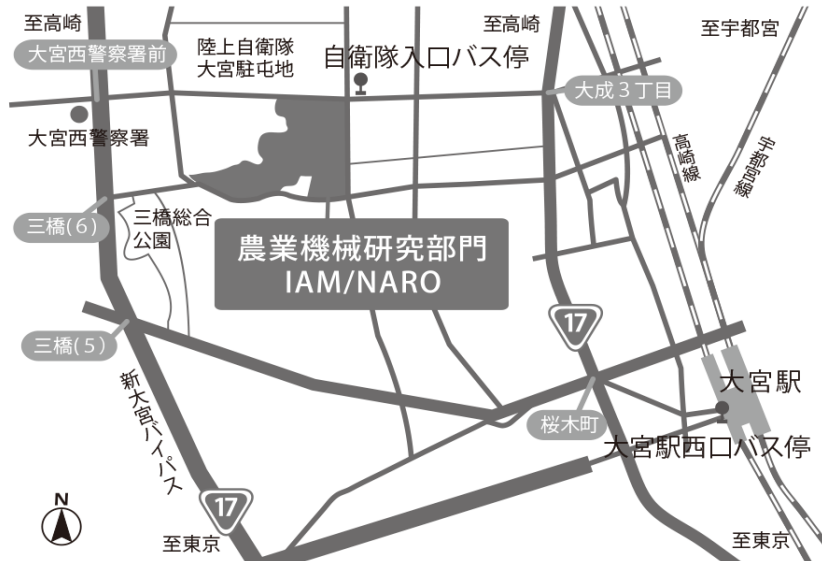 至高崎
至高崎
至宇都宮
大宮西警察署前
陸上自衛隊
大宮駐屯地
自衛隊入口バス停
大成3丁目
大宮西警察署
高崎線
宇都宮線
三橋(6)
三橋総合
公園
農業機械研究部門
IAM/NARO
17
三橋(5)
新大宮バイパス
大宮駅
桜木町
大宮駅西口バス停
17
N
至東京
至東京